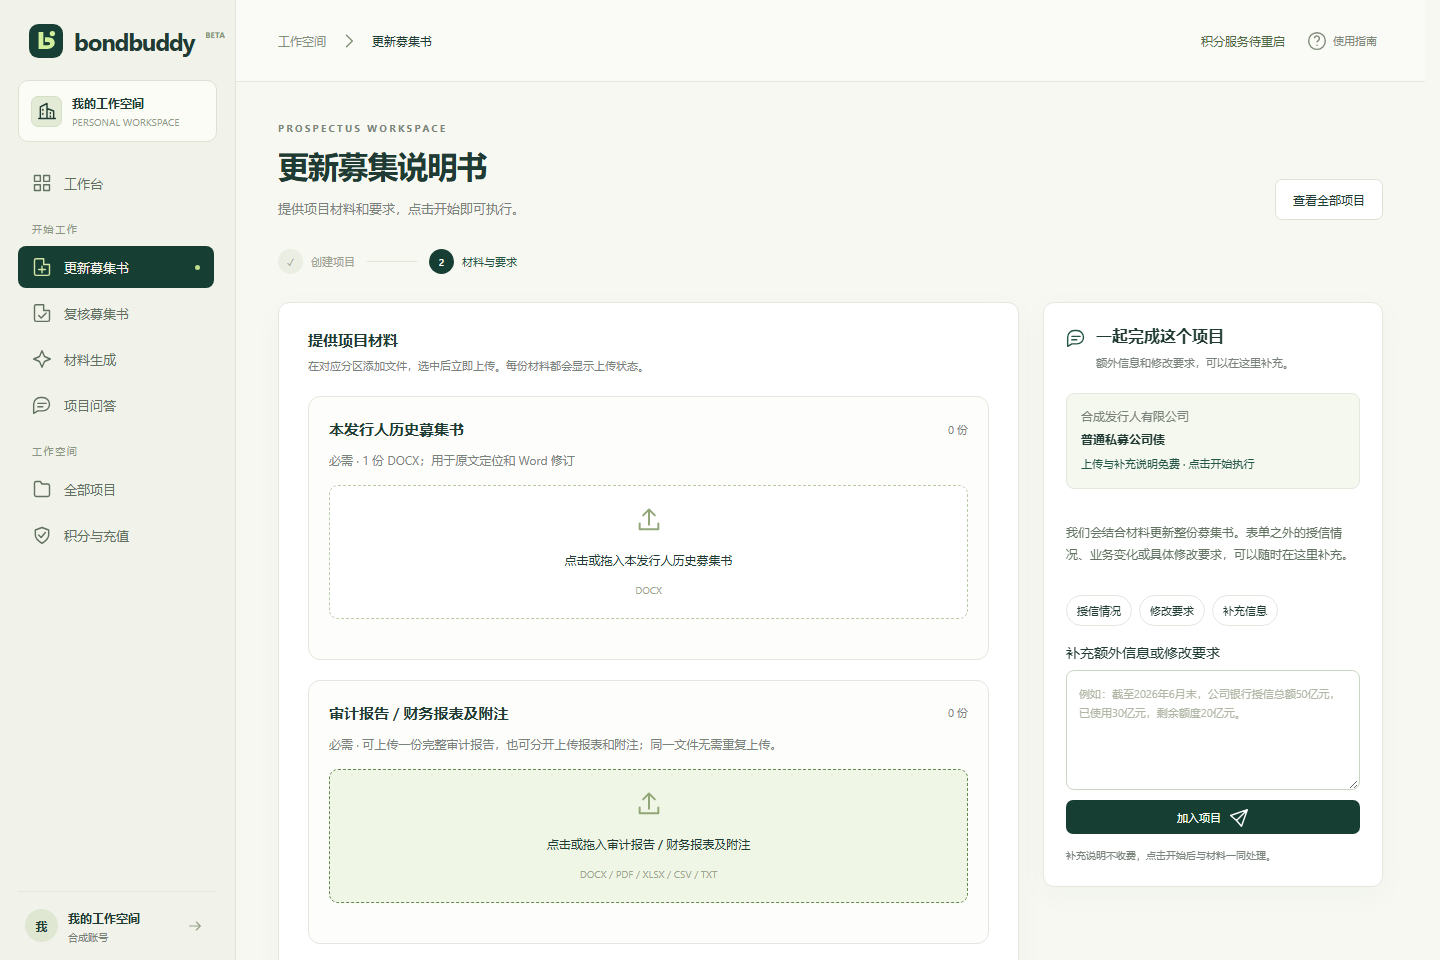 bondbuddy BETA
我的工作空间
PERSONAL WORKSPACE
工作台
开始工作
更新募集书
复核募集书
材料生成
项目问答
工作空间
全部项目
积分与充值
我 我的工作空间
合成账号
工作空间 更新募集书
积分服务待重启 使用指南
PROSPECTUS WORKSPACE
更新募集说明书
提供项目材料和要求，点击开始即可执行。
查看全部项目
创建项目 2 材料与要求
提供项目材料
在对应分区添加文件，选中后立即上传。每份材料都会显示上传状态。
本发行人历史募集书 0 份
必需 · 1 份 DOCX；用于原文定位和 Word 修订
点击或拖入本发行人历史募集书
DOCX
审计报告 / 财务报表及附注 0 份
必需 · 可上传一份完整审计报告，也可分开上传报表和附注；同一文件无需重复上传。
点击或拖入审计报告 / 财务报表及附注
DOCX / PDF / XLSX / CSV / TXT
一起完成这个项目
额外信息和修改要求，可以在这里补充。
合成发行人有限公司
普通私募公司债
上传与补充说明免费 · 点击开始执行
我们会结合材料更新整份募集书。表单之外的授信情
况、业务变化或具体修改要求，可以随时在这里补充。
授信情况 修改要求 补充信息
补充额外信息或修改要求
例如：截至2026年6月末，公司银行授信总额50亿元，
已使用30亿元，剩余额度20亿元。
加入项目
补充说明不收费，点击开始后与材料一同处理。